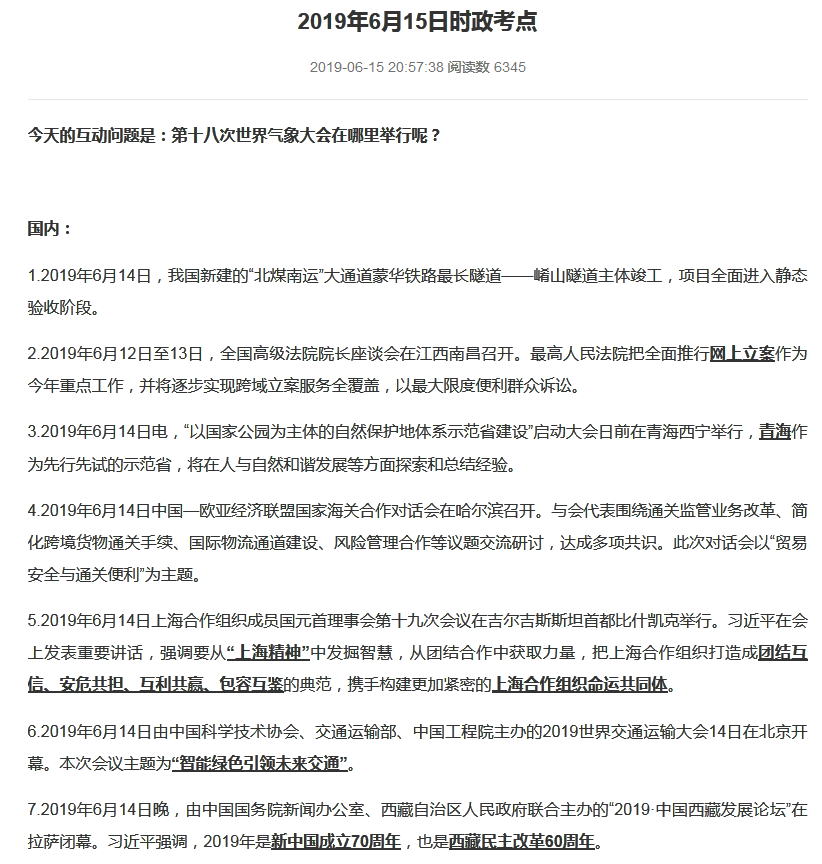 2019年6月15日时政考点
2019-06-15 20:57:38 阅读数 6345
今天的互动问题是：第十八次世界气象大会在哪里举行呢？
国内：
1.2019年6月14日，我国新建的“北煤南运”大通道蒙华铁路最长隧道——崤山隧道主体竣工，项目全面进入静态
验收阶段。
2.2019年6月12日至13日，全国高级法院院长座谈会在江西南昌召开。最高人民法院把全面推行网上立案作为
今年重点工作，并将逐步实现跨域立案服务全覆盖，以最大限度便利群众诉讼。
3.2019年6月14日电，“以国家公园为主体的自然保护地体系示范省建设”启动大会日前在青海西宁举行，青海作
为先行先试的示范省，将在人与自然和谐发展等方面探索和总结经验。
4.2019年6月14日中国—欧亚经济联盟国家海关合作对话会在哈尔滨召开。与会代表围绕通关监管业务改革、简
化跨境货物通关手续、国际物流通道建设、风险管理合作等议题交流研讨，达成多项共识。此次对话会以“贸易
安全与通关便利”为主题。
5.2019年6月14日上海合作组织成员国元首理事会第十九次会议在吉尔吉斯斯坦首都比什凯克举行。习近平在会
上发表重要讲话，强调要从“上海精神”中发掘智慧，从团结合作中获取力量，把上海合作组织打造成团结互
信、安危共担、互利共赢、包容互鉴的典范，携手构建更加紧密的上海合作组织命运共同体。
6.2019年6月14日由中国科学技术协会、交通运输部、中国工程院主办的2019世界交通运输大会14日在北京开
幕。本次会议主题为“智能绿色引领未来交通”。
7.2019年6月14日晚，由中国国务院新闻办公室、西藏自治区人民政府联合主办的“2019·中国西藏发展论坛”在
拉萨闭幕。习近平强调，2019年是新中国成立70周年，也是西藏民主改革60周年。